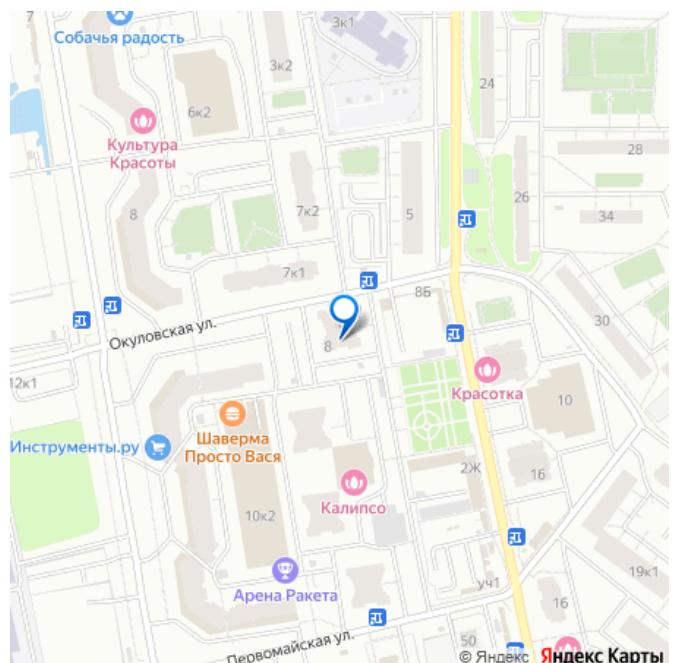 7
3к1
Собачья радость
3к2
24
6к2
Культура
Красоты
28
26
7к2
8
5
34
7к1
8Б
30
Окуловская ул.
8
12к1
Красотка
10
Шаверма
Просто Вася
Инструменты.ру
2Ж
16
Калипсо
10к2
19к1
уч1
Арена Ракета
16
Первомайская ул.
50
© Яндекс Яндекс Карты